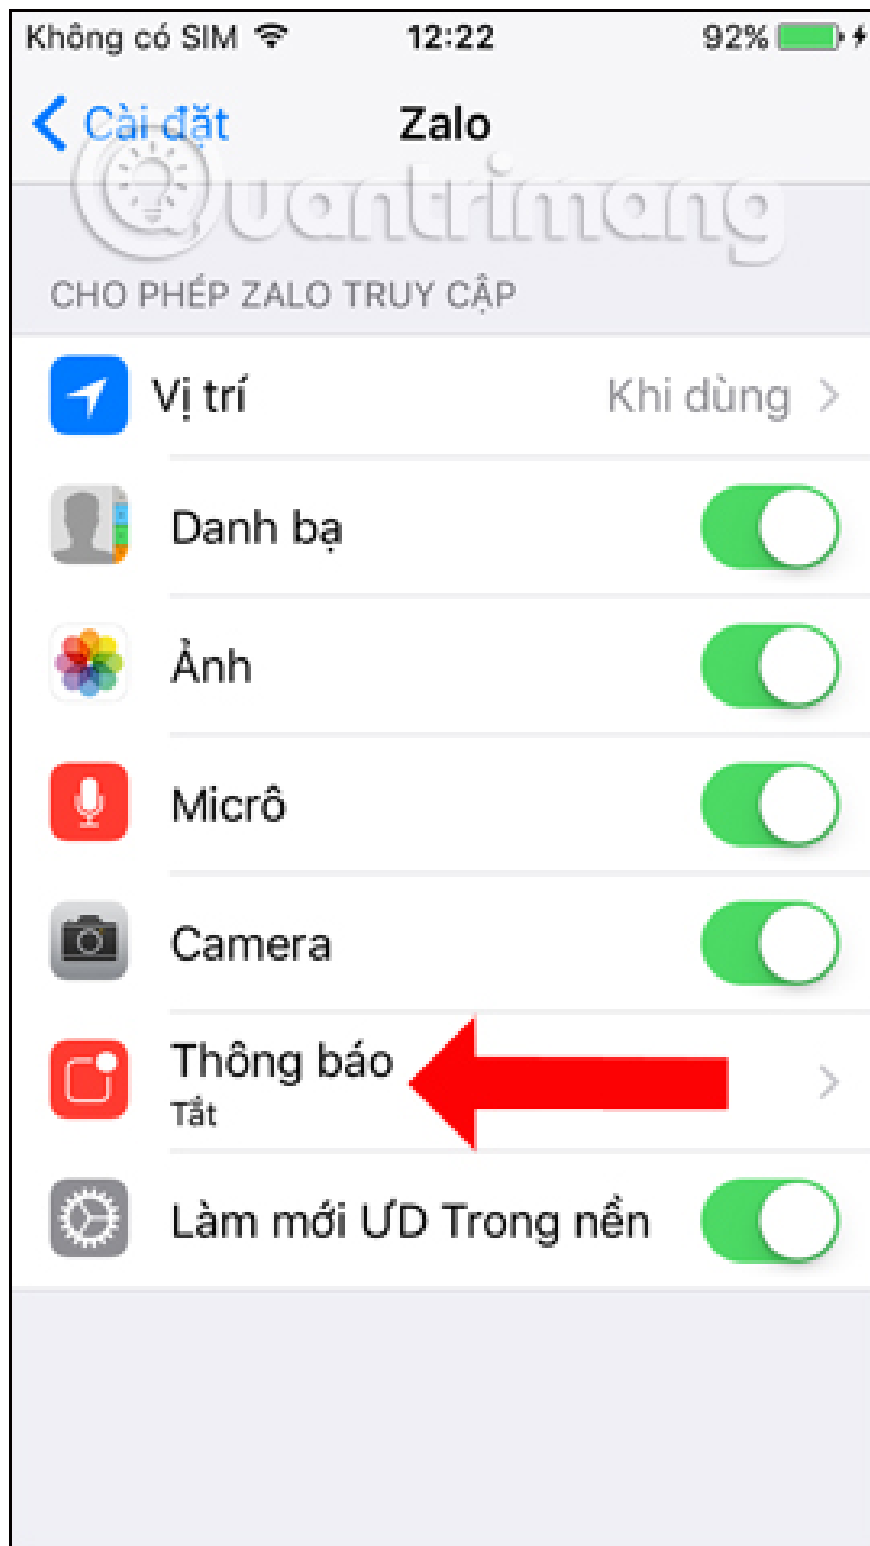 Không có SIM 12:22 92%
Cài đặt Zalo
Quantrimang
CHO PHÉP ZALO TRUY CẬP
Vị trí Khi dùng
Danh bạ
Ảnh
Micrô
Camera
Thông báo
Tắt
Làm mới ƯD Trong nền